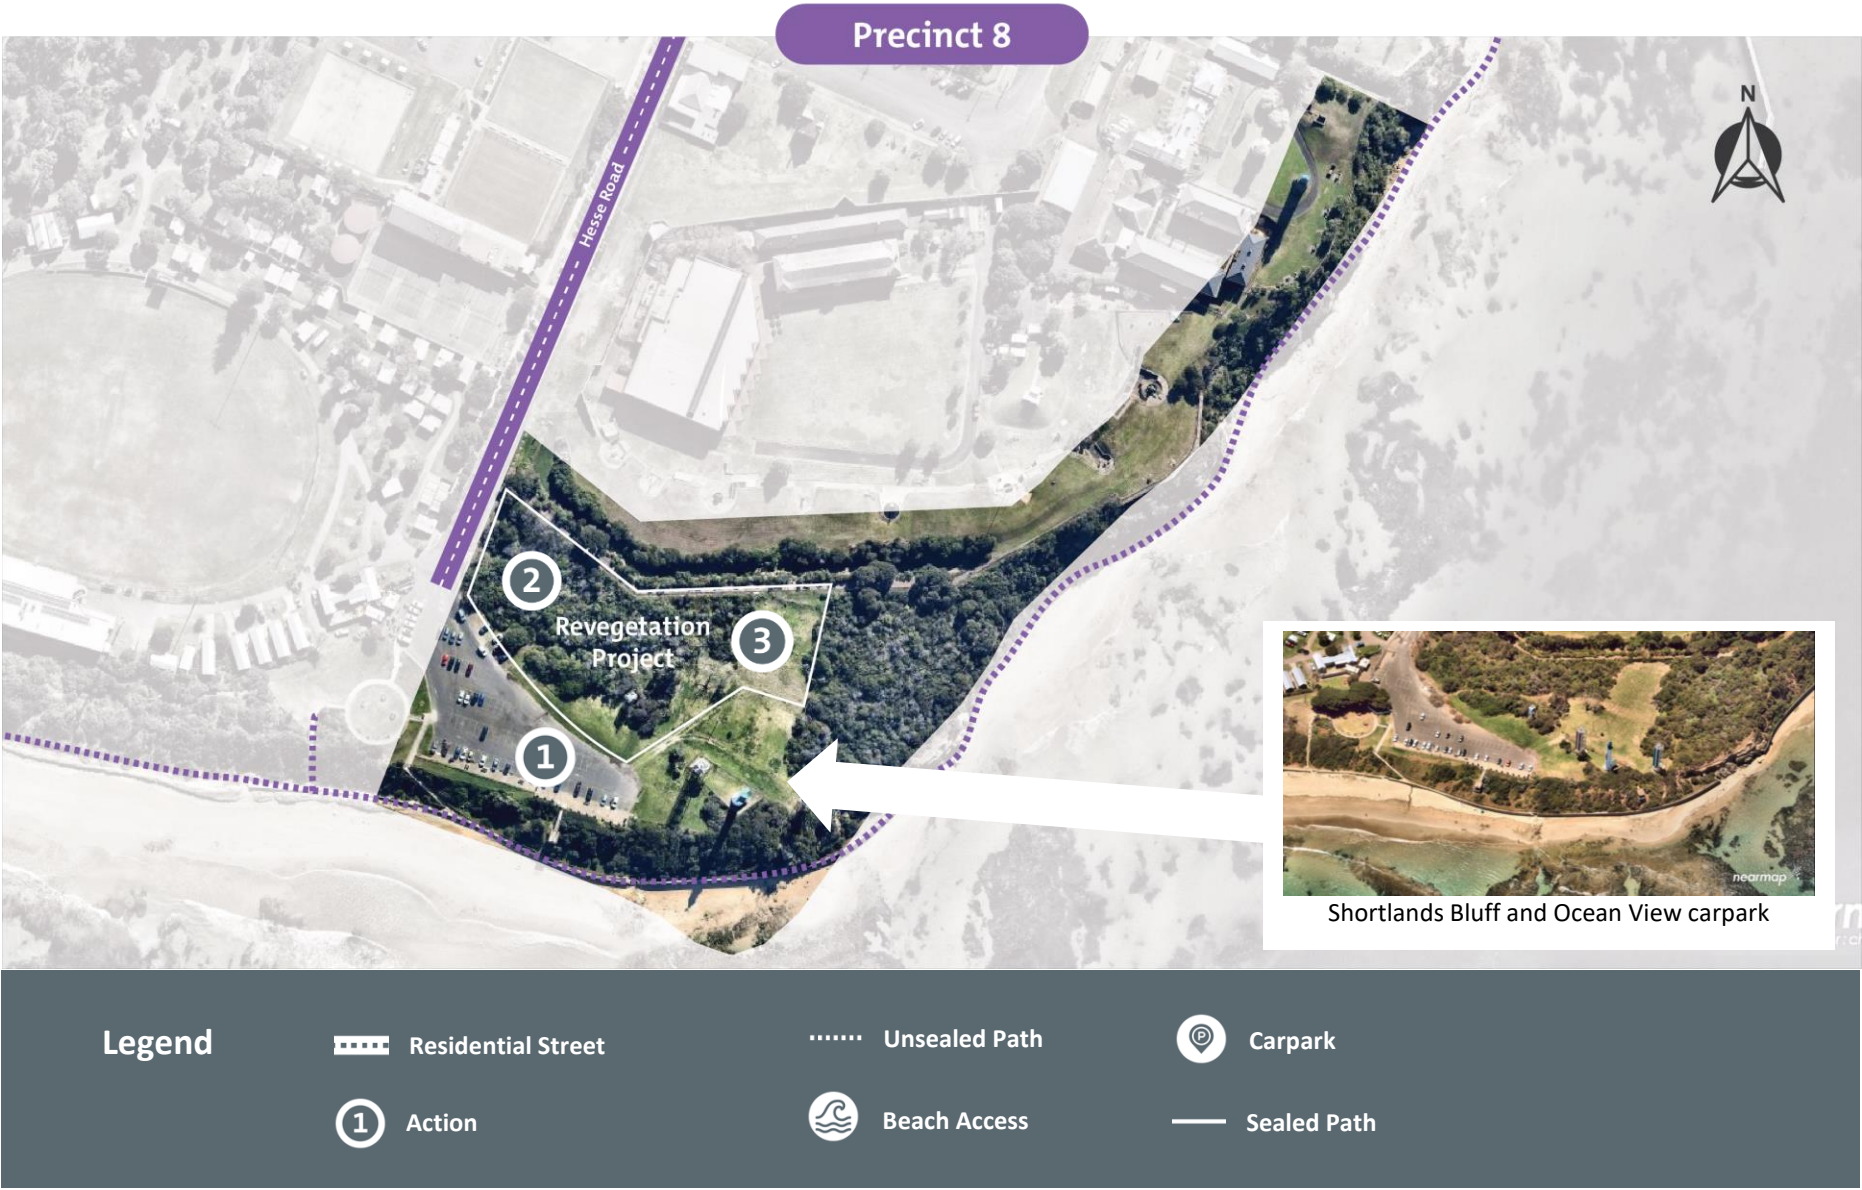 Precinct 8
N
Hesse Road
2
Revegetation
Project
3
1
nearmap
Shortlands Bluff and Ocean View carpark
Legend
Residential Street
Unsealed Path
P
Carpark
1
Action
Beach Access
Sealed Path